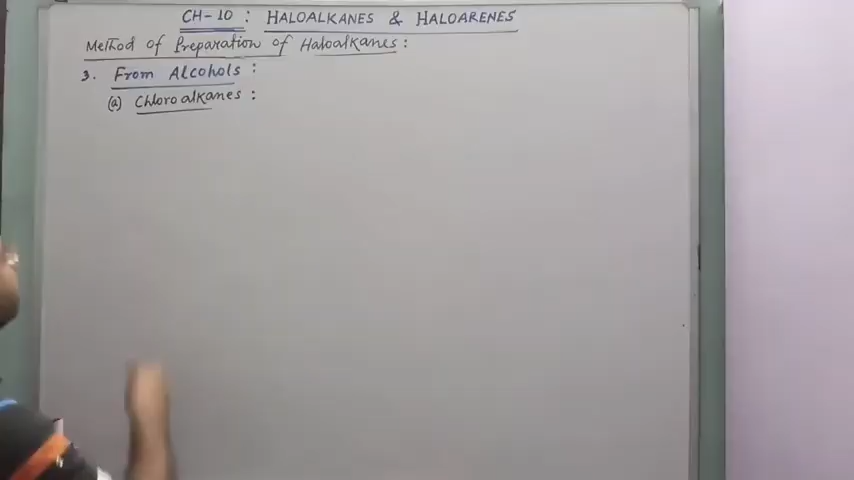 CH-10 : HALOALKANES & HALOARENES
Method of Preparation of Haloalkanes :
3. From Alcohols :
(a) Chloroalkanes :